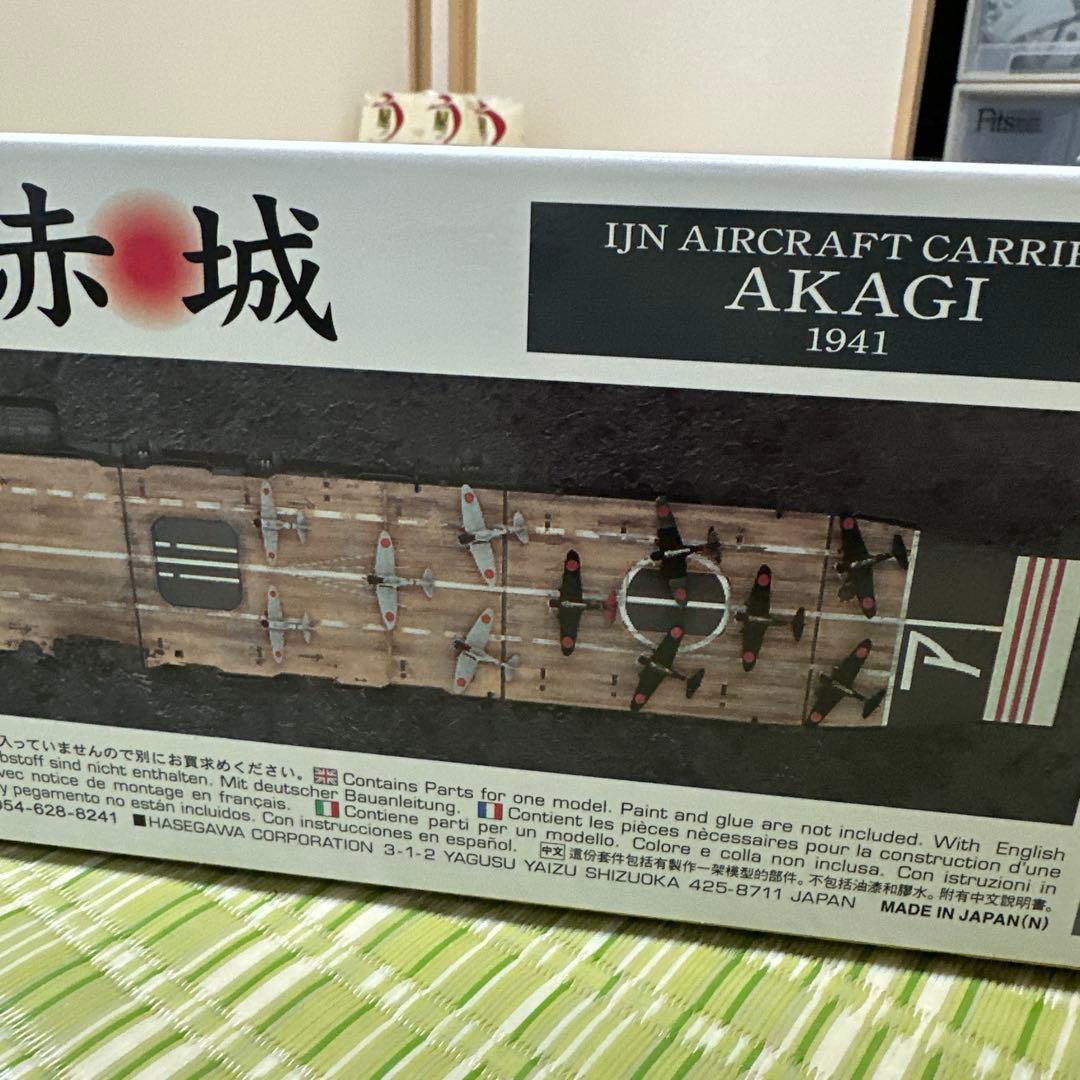 Fits
赤城
IJN AIRCRAFT CARRIE
AKAGI
1941
ア
入っていませんので別にお買求めください。 Contains Parts for one model. Paint and glue are not included. With English
bstoff sind nicht enthalten. Mit deutscher Bauanleitung. Contient les pièces nècessaires pour la construction d'une
vec notice de montage en français. Contiene parti per un modello. Colore e colla non inclusa. Con istruzioni in
y pegamento no están incluidos. Con instrucciones en español. 中文 這份套件包括有製作一架模型的部件。不包括油漆和膠水。附有中文說明書。
054-628-8241 ■HASEGAWA CORPORATION 3-1-2 YAGUSU YAIZU SHIZUOKA 425-8711 JAPAN MADE IN JAPAN(N)